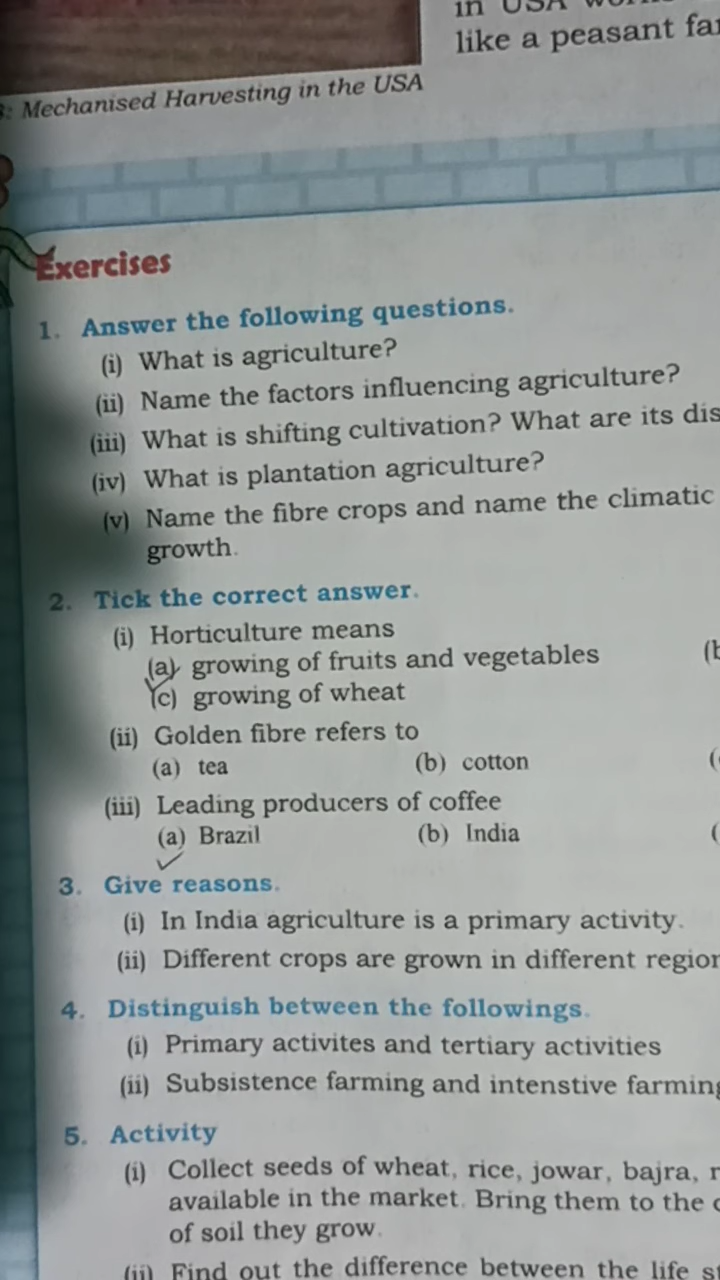 in USA
like a peasant
: Mechanised Harvesting in the USA
Exercises
1. Answer the following questions.
(i) What is agriculture?
(ii) Name the factors influencing agriculture?
(iii) What is shifting cultivation? What are its
(iv) What is plantation agriculture?
(v) Name the fibre crops and name the climatic
growth.
2. Tick the correct answer.
(i) Horticulture means
(a) growing of fruits and vegetables
(c) growing of wheat
(ii) Golden fibre refers to
(a) tea (b) cotton
(iii) Leading producers of coffee
(a) Brazil (b) India
3. Give reasons.
(i) In India agriculture is a primary activity.
(ii) Different crops are grown in different
4. Distinguish between the followings.
(i) Primary activites and tertiary activities
(ii) Subsistence farming and intenstive farming
5. Activity
(i) Collect seeds of wheat, rice, jowar, bajra,
available in the market. Bring them to the
of soil they grow.
(ii) Find out the difference between the life